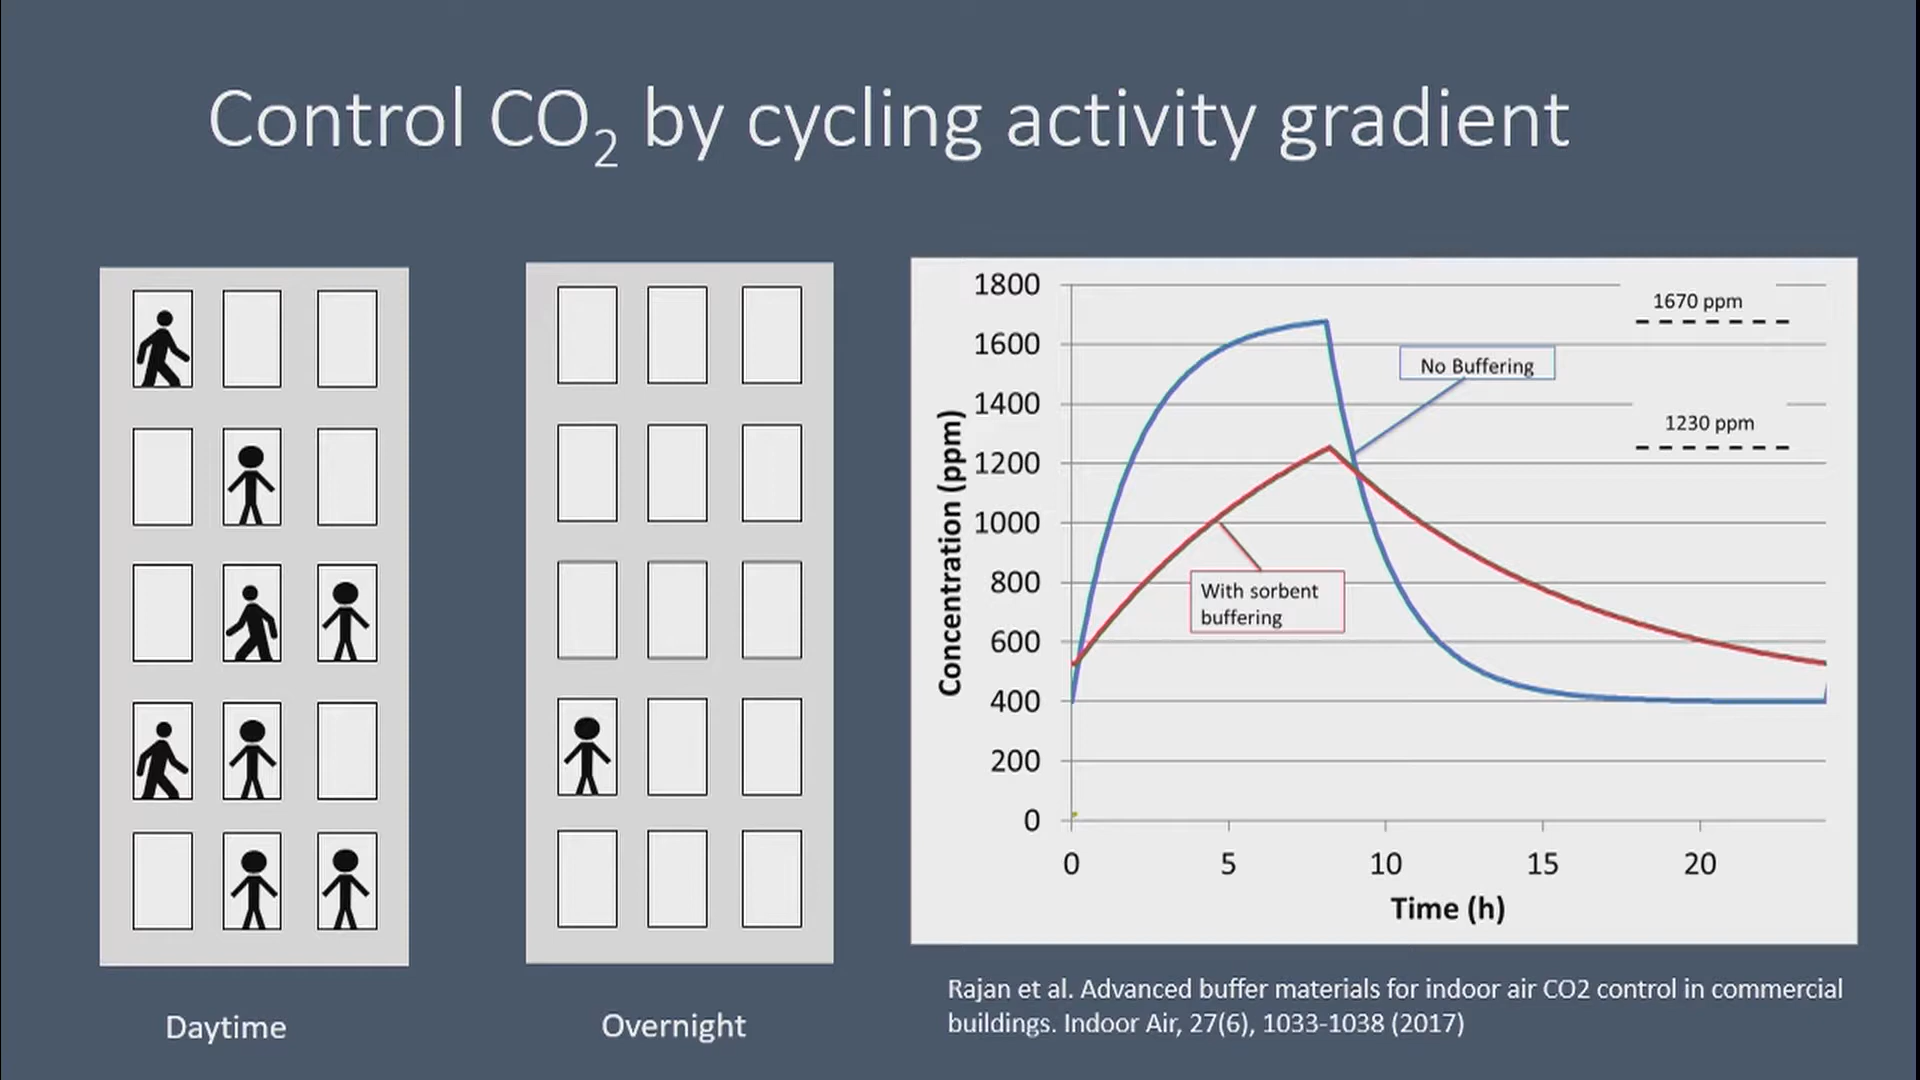 Control CO₂ by cycling activity gradient
Daytime
Overnight
Concentration (ppm)
1800
1600
1400
1200
1000
800
600
400
200
0
0 5 10 15 20
Time (h)
1670 ppm
No Buffering
1230 ppm
With sorbent
buffering
Rajan et al. Advanced buffer materials for indoor air CO2 control in commercial
buildings. Indoor Air, 27(6), 1033-1038 (2017)